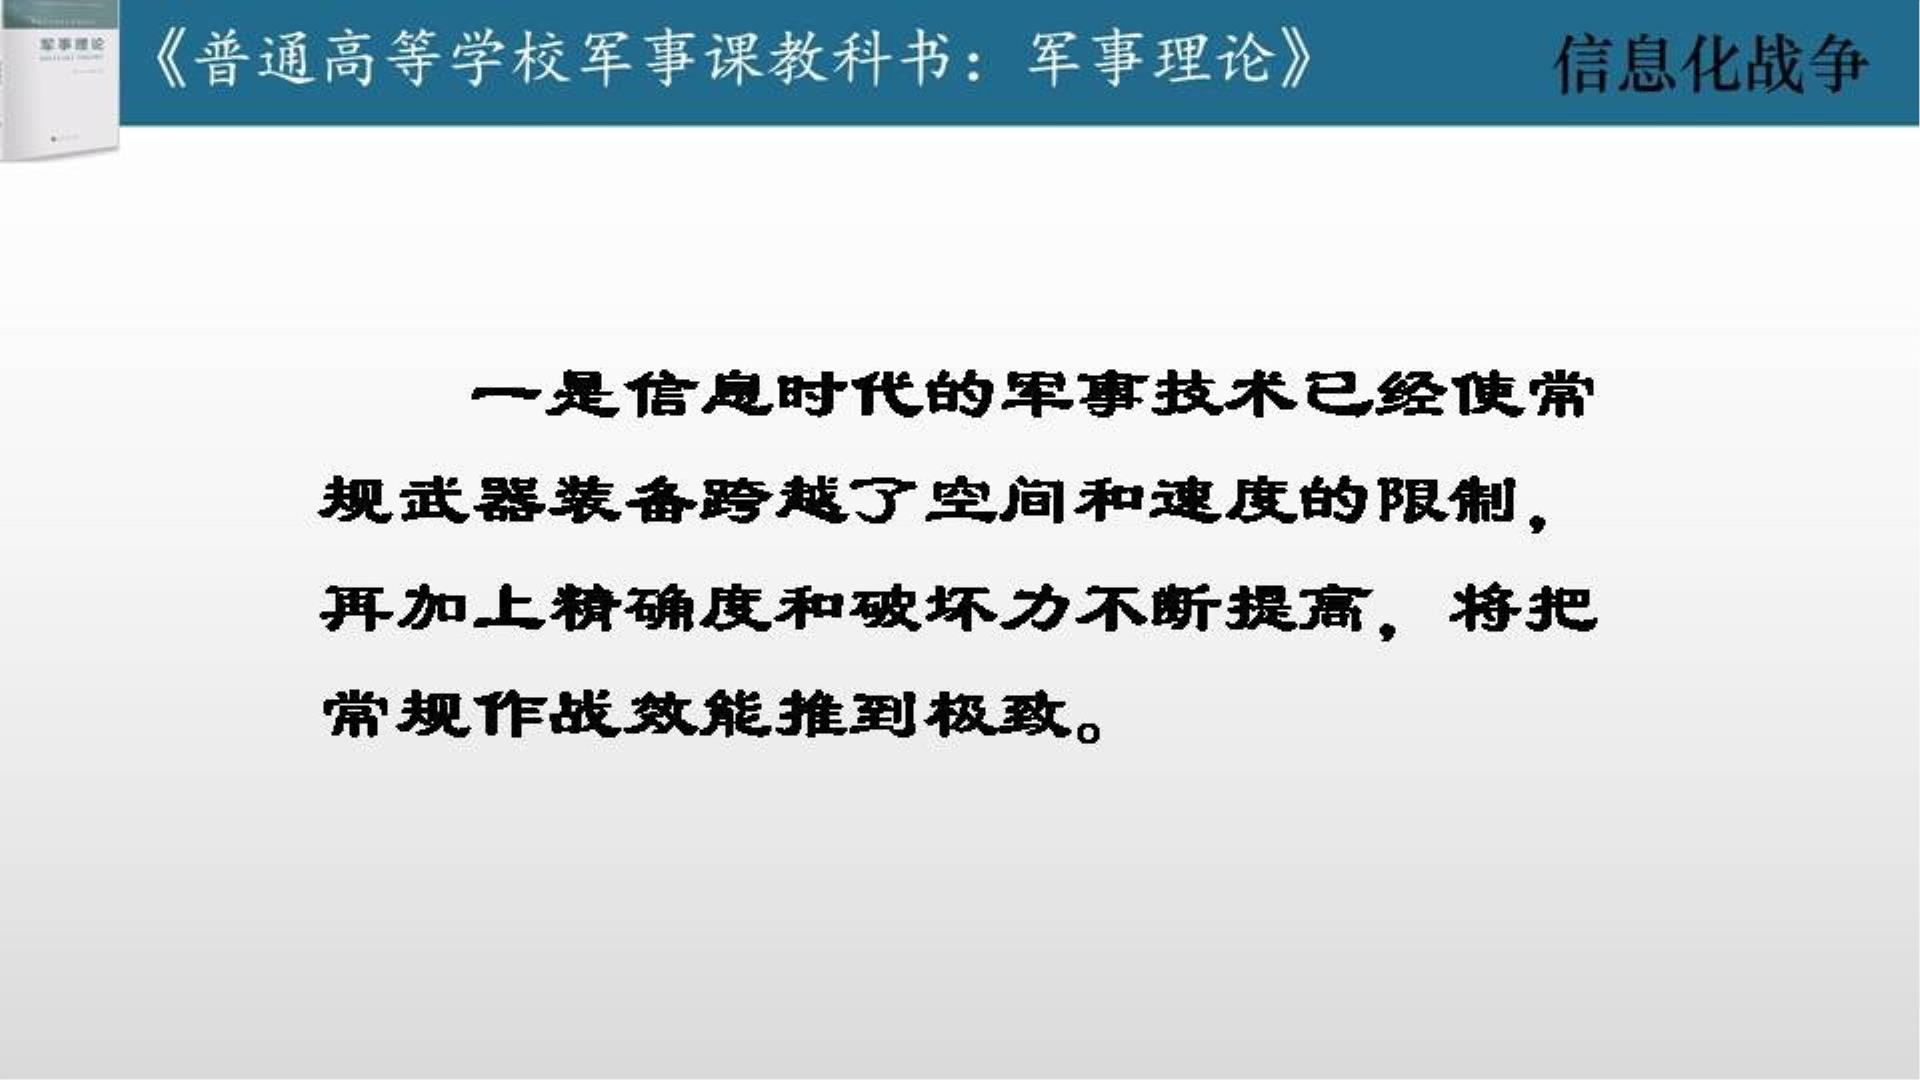 军事理论
《普通高等学校军事课教科书：军事理论》
信息化战争
一是信息时代的军事技术已经使常
规武器装备跨越了空间和速度的限制，
再加上精确度和破坏力不断提高，将把
常规作战效能推到极致。